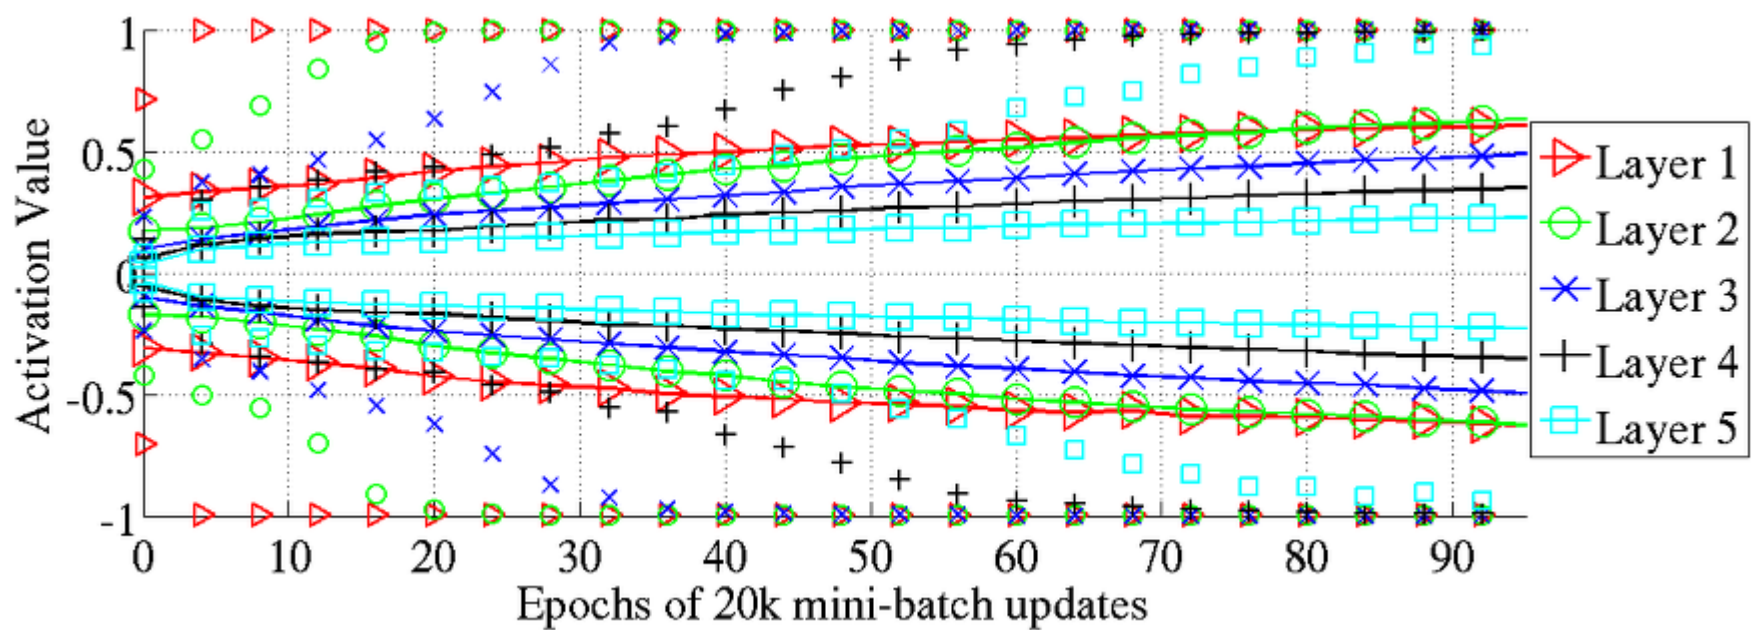 1
0.5
0
-0.5
-1
Activation Value
0 10 20 30 40 50 60 70 80 90
Epochs of 20k mini-batch updates
Layer 1
Layer 2
Layer 3
Layer 4
Layer 5